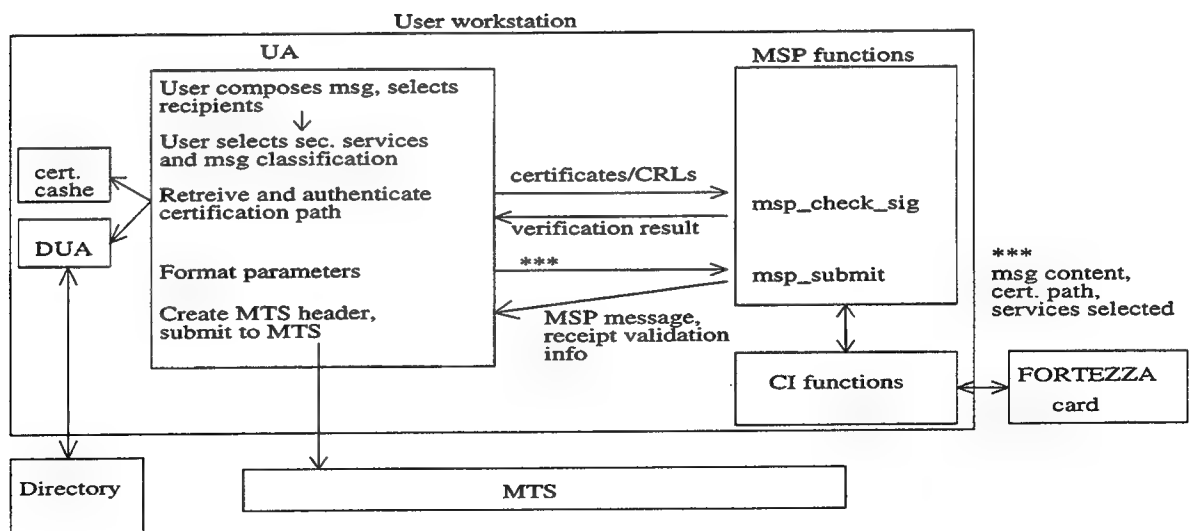 User workstation
UA
MSP functions
User composes msg, selects
recipients
User selects sec. services
and msg classification
cert.
cashe
Retreive and authenticate
certification path
certificates/CRLs
msp_check_sig
verification result
DUA
Format parameters
***
msp_submit
***
msg content,
cert. path,
services selected
Create MTS header,
submit to MTS
MSP message,
receipt validation
info
CI functions
FORTEZZA
card
Directory
MTS